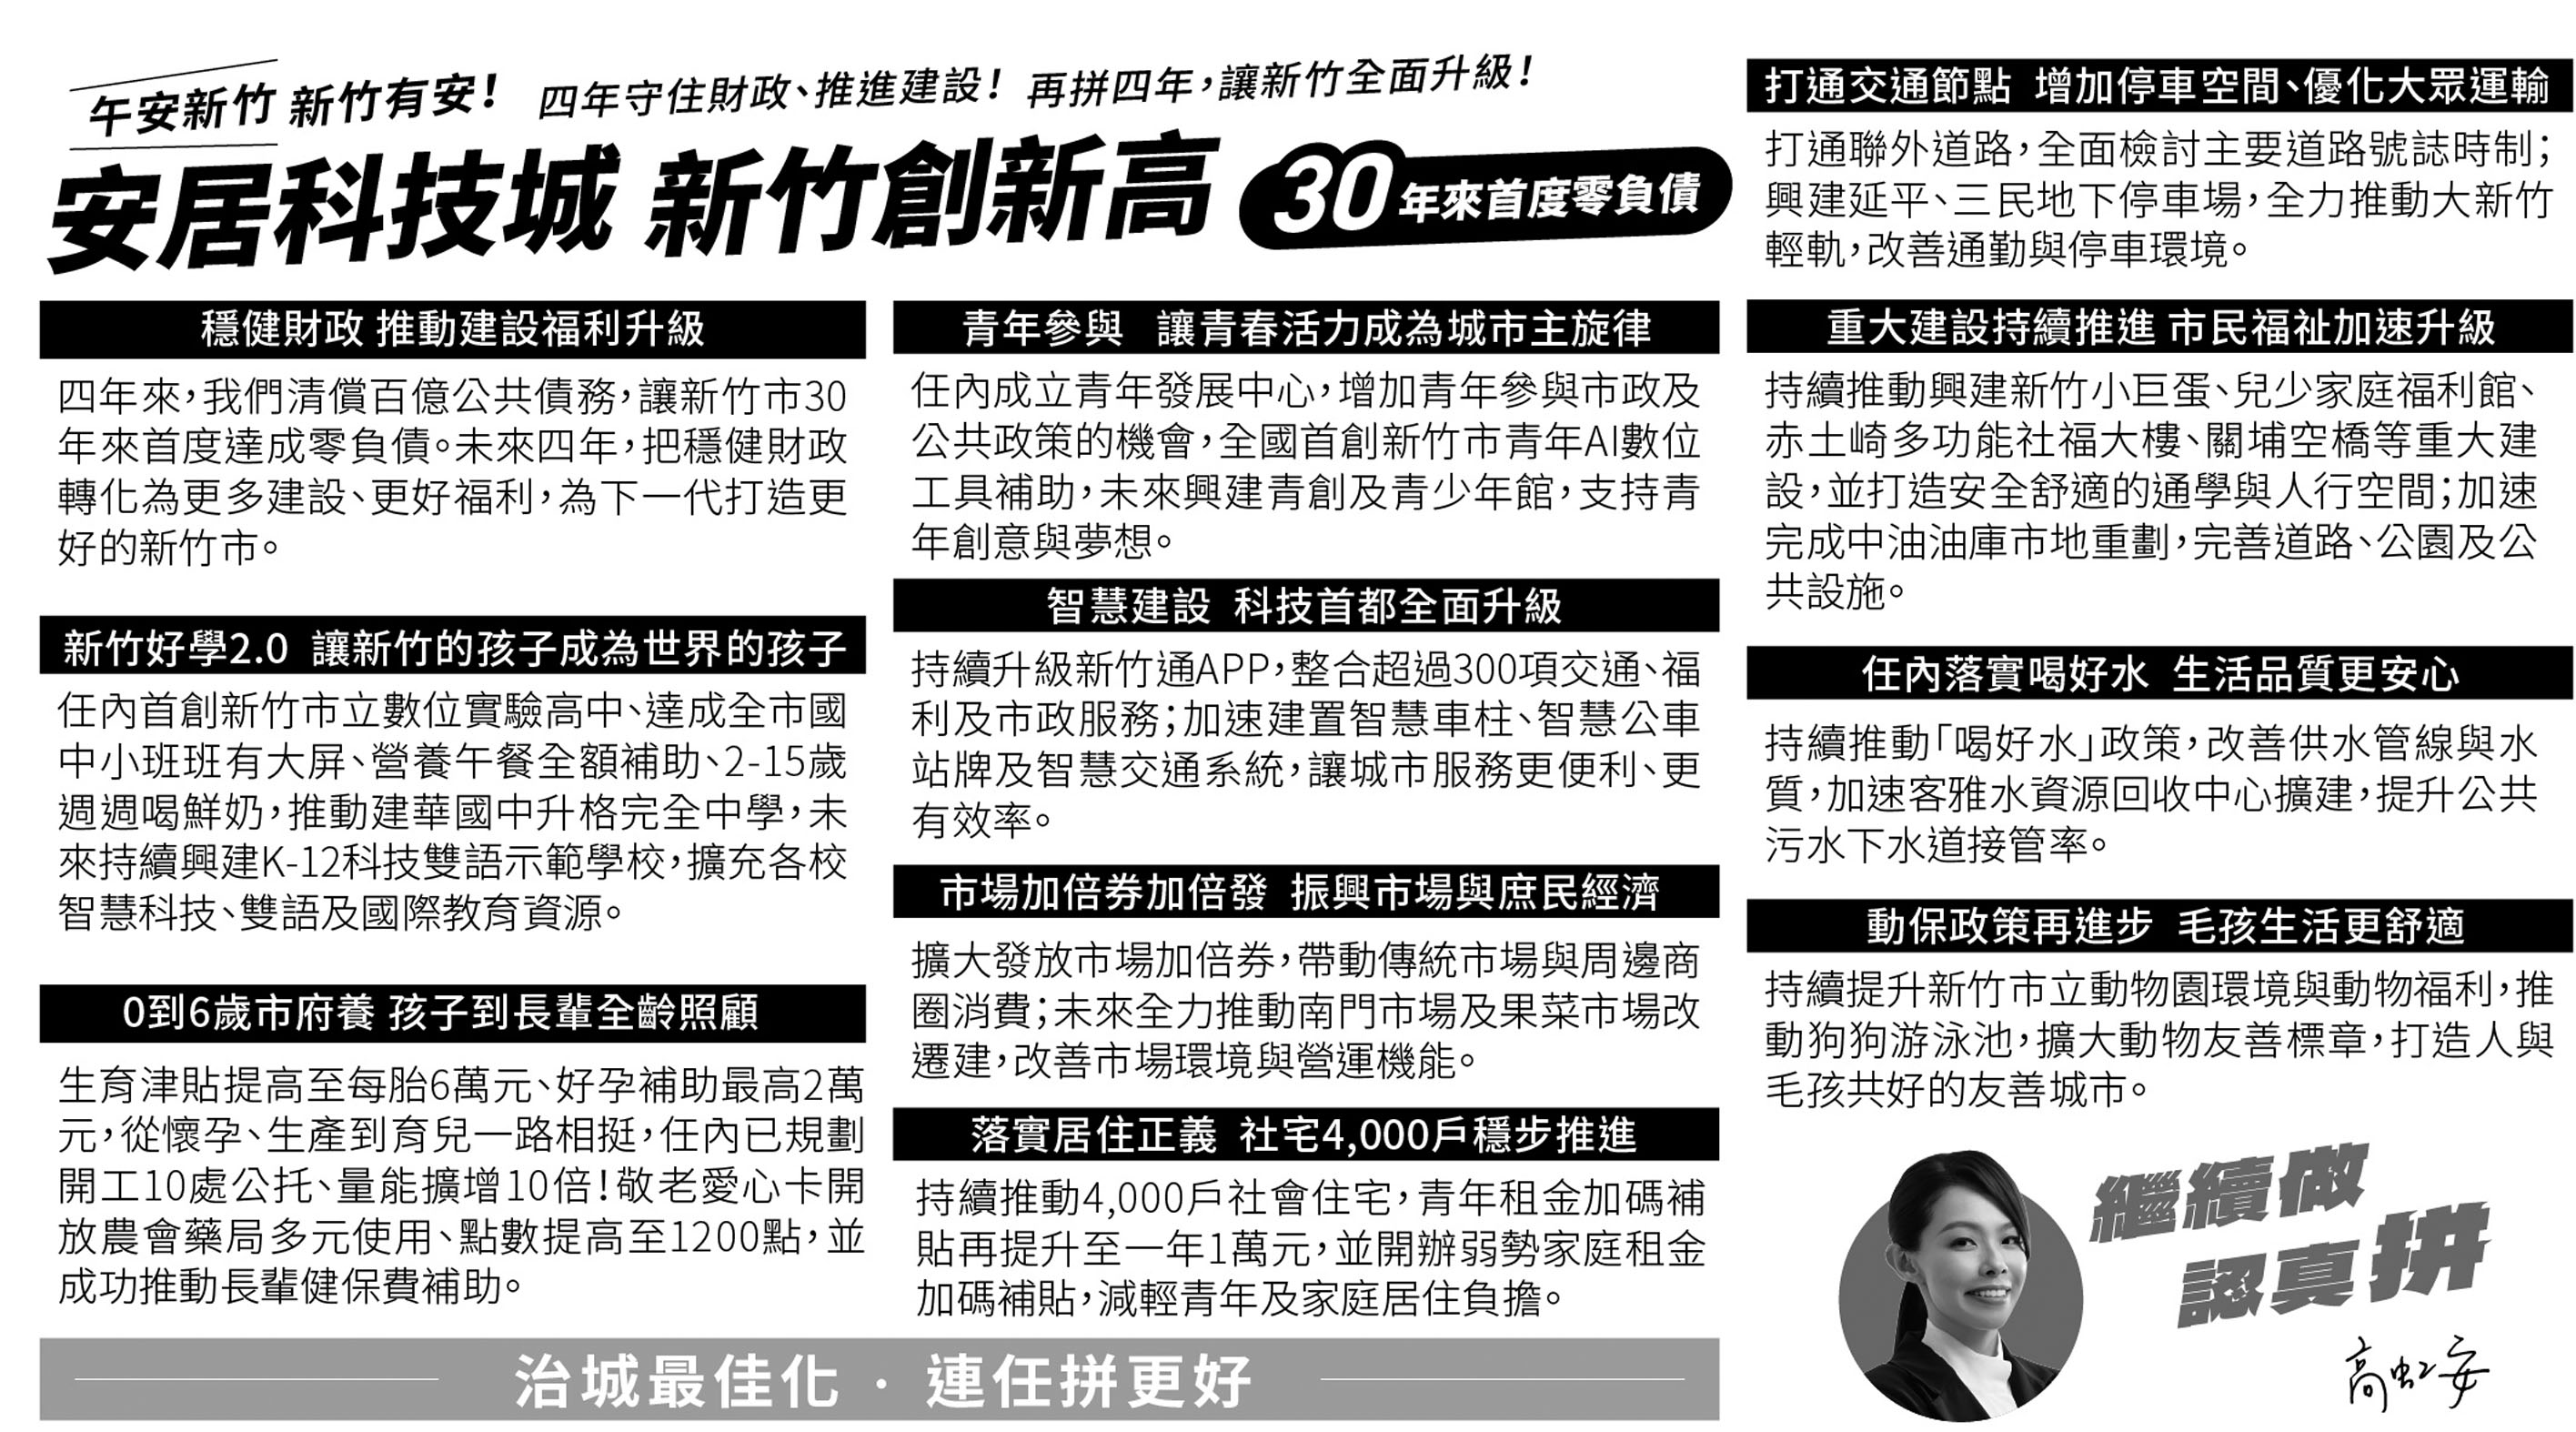 午安新竹 新竹有安！ 四年守住財政、推進建設！ 再拼四年，讓新竹全面升級！
安居科技城 新竹創新高 30年來首度零負債
穩健財政 推動建設福利升級
四年來，我們清償百億公共債務，讓新竹市30
年來首度達成零負債。未來四年，把穩健財政
轉化為更多建設、更好福利，為下一代打造更
好的新竹市。
新竹好學2.0 讓新竹的孩子成為世界的孩子
任內首創新竹市立數位實驗高中、達成全市國
中小班班有大屏、營養午餐全額補助、2-15歲
週週喝鮮奶，推動建華國中升格完全中學，未
來持續興建K-12科技雙語示範學校，擴充各校
智慧科技、雙語及國際教育資源。
0到6歲市府養 孩子到長輩全齡照顧
生育津貼提高至每胎6萬元、好孕補助最高2萬
元，從懷孕、生產到育兒一路相挺，任內已規劃
開工10處公托、量能擴增10倍！敬老愛心卡開
放農會藥局多元使用、點數提高至1200點，並
成功推動長輩健保費補助。
青年參與 讓青春活力成為城市主旋律
任內成立青年發展中心，增加青年參與市政及
公共政策的機會，全國首創新竹市青年AI數位
工具補助，未來興建青創及青少年館，支持青
年創意與夢想。
智慧建設 科技首都全面升級
持續升級新竹通APP，整合超過300項交通、福
利及市政服務；加速建置智慧車柱、智慧公車
站牌及智慧交通系統，讓城市服務更便利、更
有效率。
市場加倍券加倍發 振興市場與庶民經濟
擴大發放市場加倍券，帶動傳統市場與周邊商
圈消費；未來全力推動南門市場及果菜市場改
遷建，改善市場環境與營運機能。
落實居住正義 社宅4,000戶穩步推進
持續推動4,000戶社會住宅，青年租金加碼補
貼再提升至一年1萬元，並開辦弱勢家庭租金
加碼補貼，減輕青年及家庭居住負擔。
治城最佳化．連任拼更好
打通交通節點 增加停車空間、優化大眾運輸
打通聯外道路，全面檢討主要道路號誌時制；
興建延平、三民地下停車場，全力推動大新竹
輕軌，改善通勤與停車環境。
重大建設持續推進 市民福祉加速升級
持續推動興建新竹小巨蛋、兒少家庭福利館、
赤土崎多功能社福大樓、關埔空橋等重大建
設，並打造安全舒適的通學與人行空間；加速
完成中油油庫市地重劃，完善道路、公園及公
共設施。
任內落實喝好水 生活品質更安心
持續推動「喝好水」政策，改善供水管線與水
質，加速客雅水資源回收中心擴建，提升公共
污水下水道接管率。
動保政策再進步 毛孩生活更舒適
持續提升新竹市立動物園環境與動物福利，推
動狗狗游泳池，擴大動物友善標章，打造人與
毛孩共好的友善城市。
繼續做
認真拼
高虹安